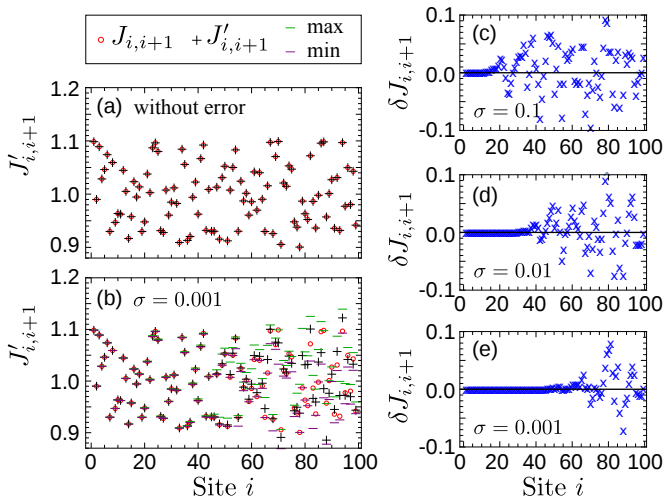 ○ J_{i,i+1} + J'_{i,i+1} — max
— min
(a) without error
J'_{i,i+1}
1.2
1.1
1.0
0.9
(b) σ = 0.001
J'_{i,i+1}
1.2
1.1
1.0
0.9
0 20 40 60 80 100
Site i
(c)
δJ_{i,i+1}
0.1
0.0
-0.1
σ = 0.1
0 20 40 60 80 100
(d)
δJ_{i,i+1}
0.1
0.0
-0.1
σ = 0.01
0 20 40 60 80 100
(e)
δJ_{i,i+1}
0.1
0.0
-0.1
σ = 0.001
0 20 40 60 80 100
Site i